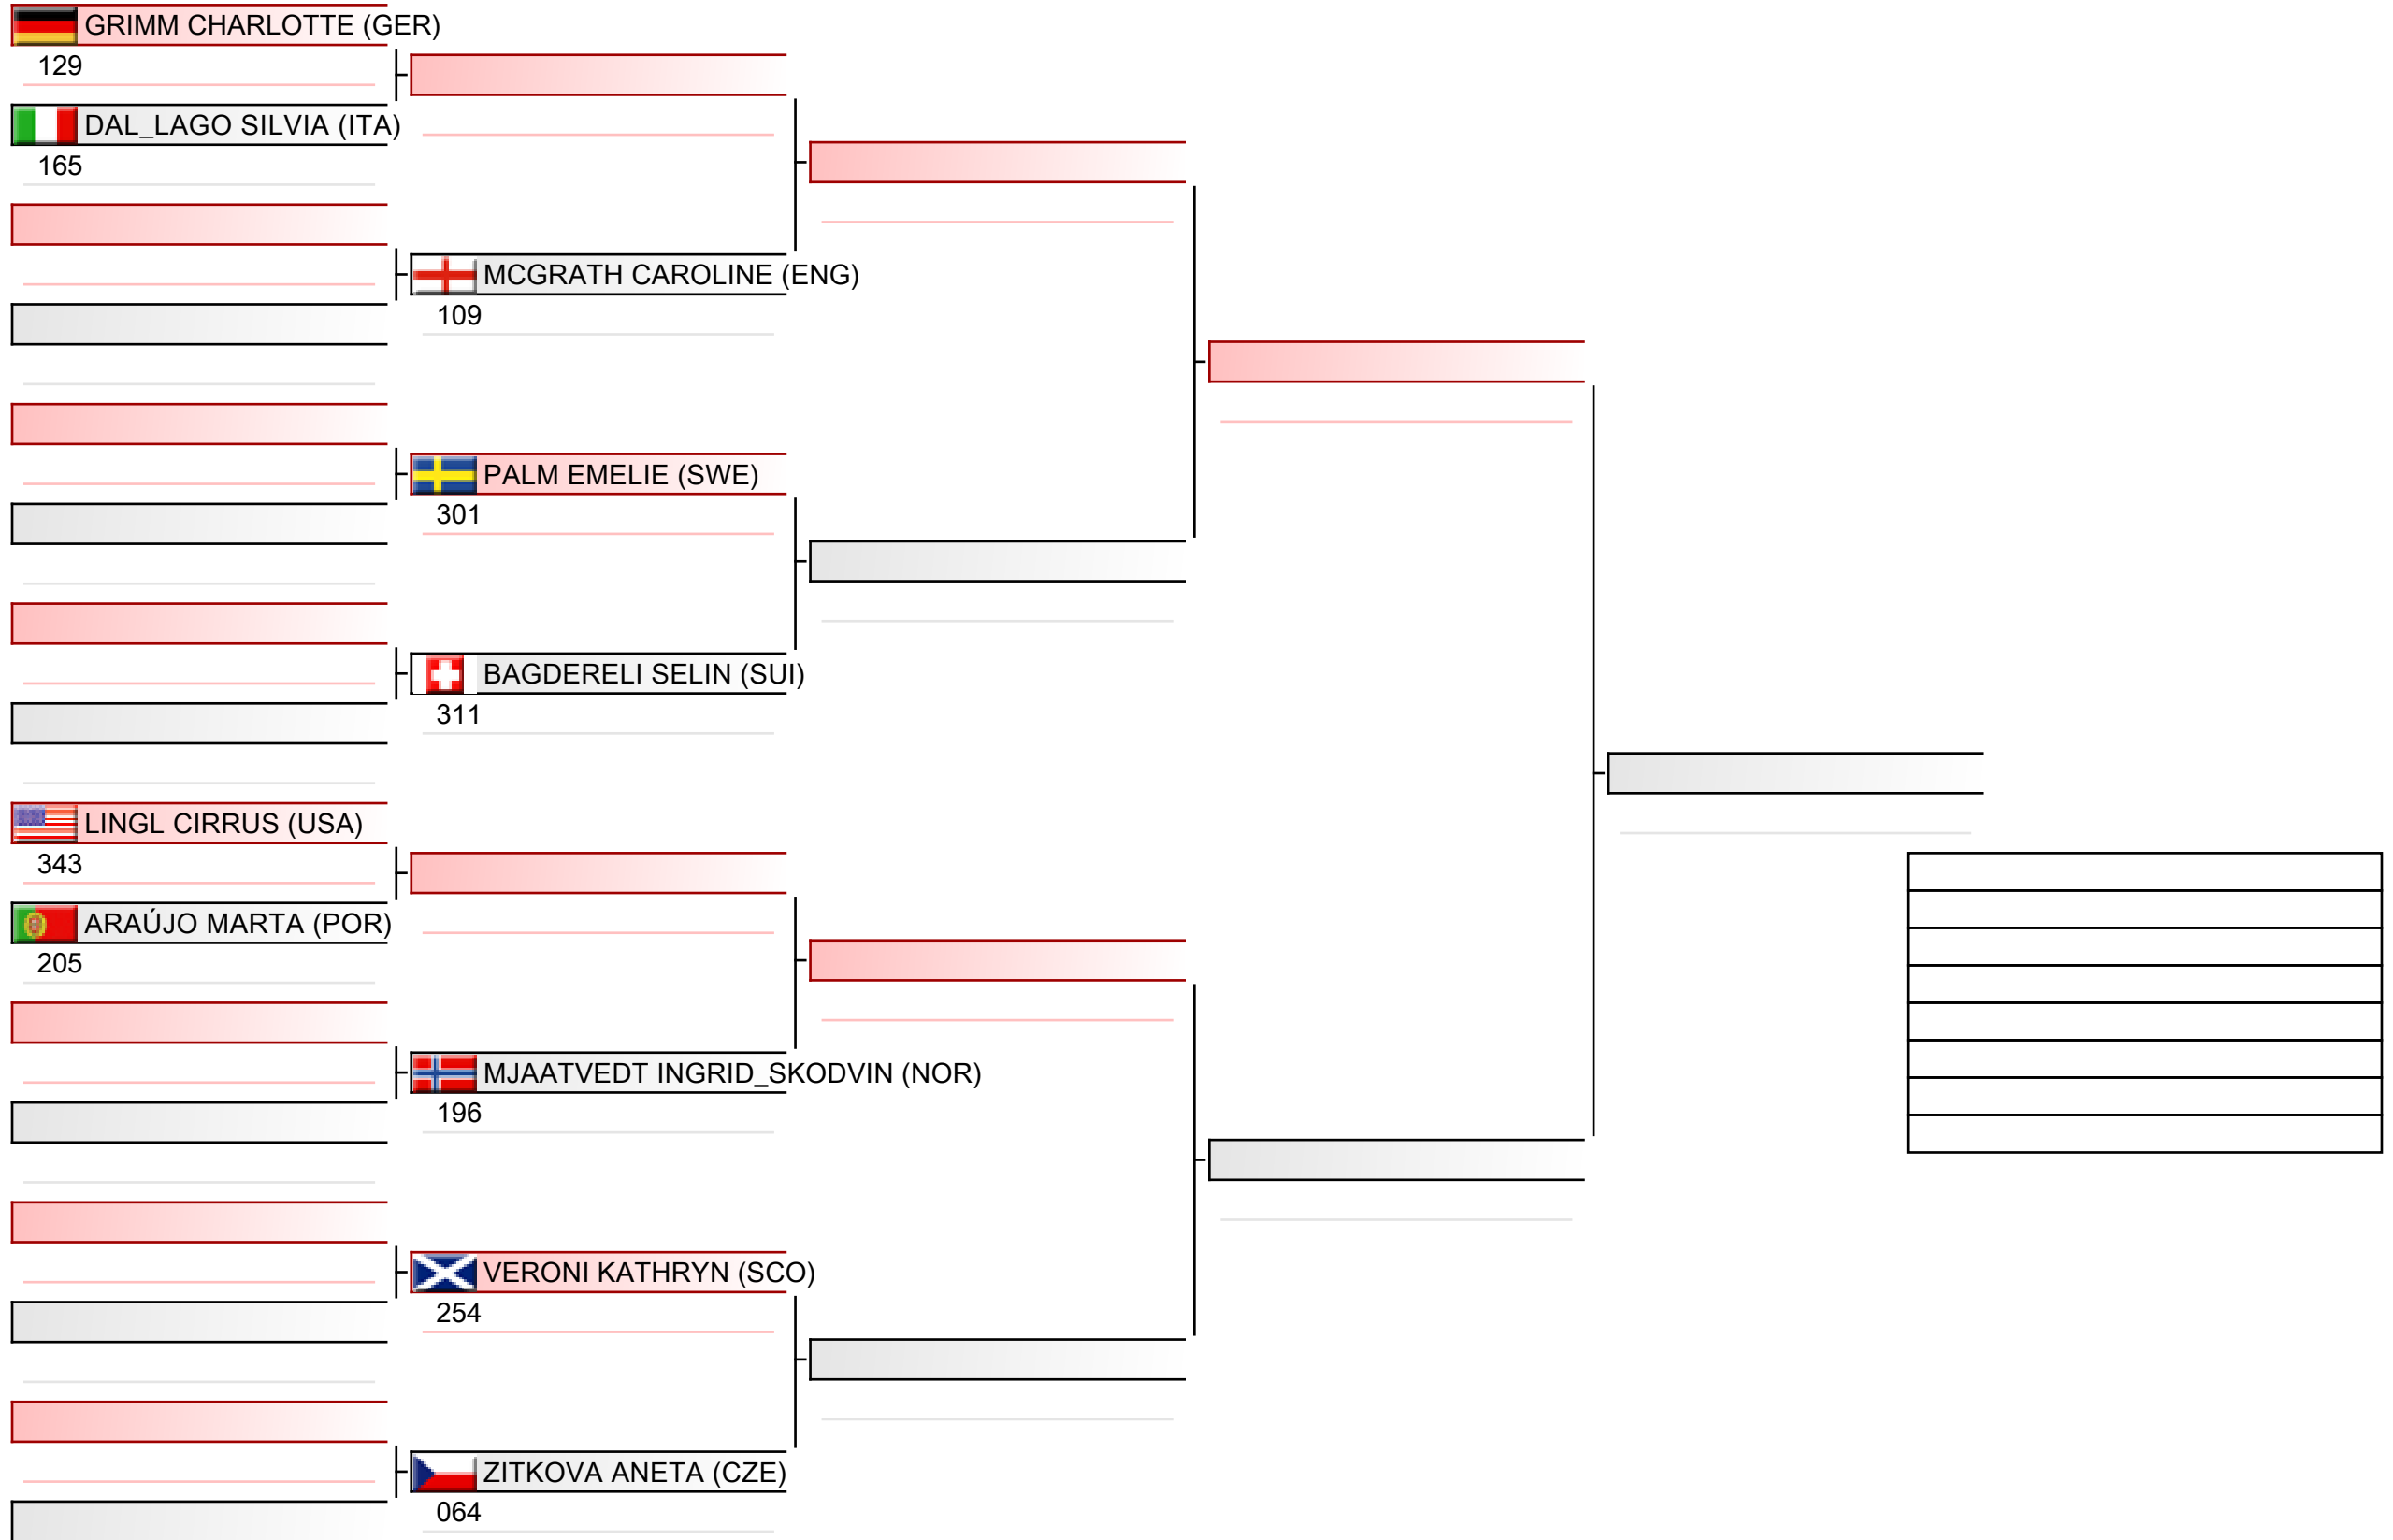 GRIMM CHARLOTTE (GER)
129
DAL_LAGO SILVIA (ITA)
165
MCGRATH CAROLINE (ENG)
109
PALM EMELIE (SWE)
301
BAGDERELI SELIN (SUI)
311
LINGL CIRRUS (USA)
343
ARAÚJO MARTA (POR)
205
MJAATVEDT INGRID_SKODVIN (NOR)
196
VERONI KATHRYN (SCO)
254
ZITKOVA ANETA (CZE)
064